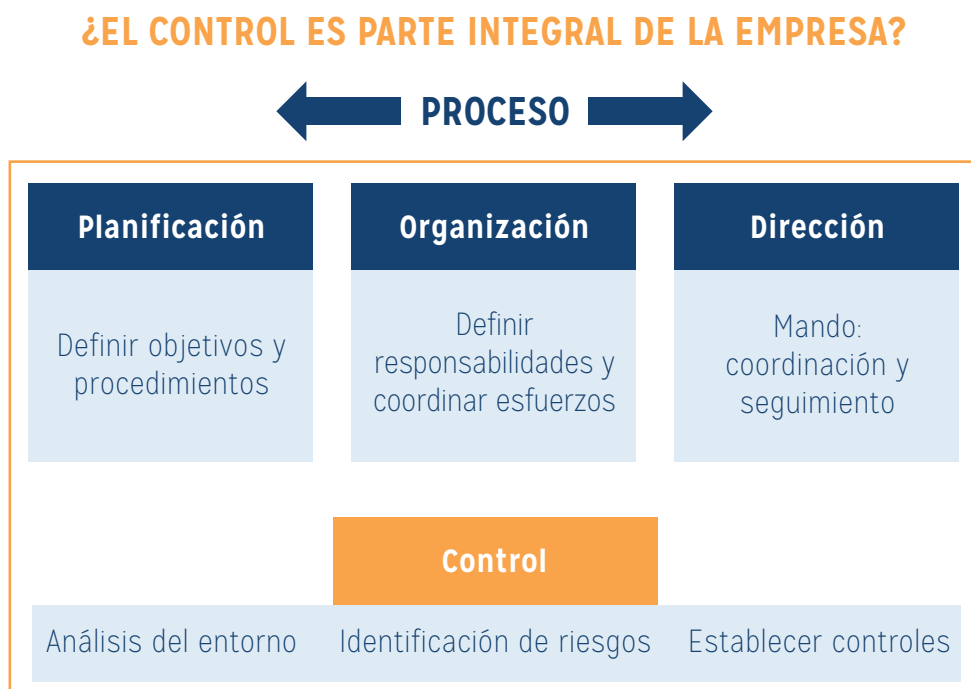 ¿EL CONTROL ES PARTE INTEGRAL DE LA EMPRESA?
PROCESO
Planificación
Definir objetivos y
procedimientos
Organización
Definir
responsabilidades y
coordinar esfuerzos
Dirección
Mando:
coordinación y
seguimiento
Control
Análisis del entorno
Identificación de riesgos
Establecer controles